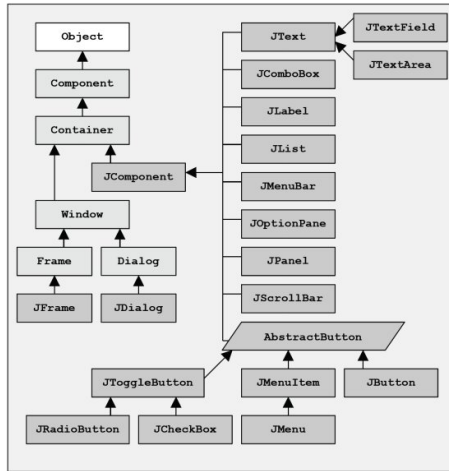 Object
Component
Container
JComponent
Window
Frame
Dialog
JFrame
JDialog
JText
JTextField
JTextArea
JComboBox
JLabel
JList
JMenuBar
JOptionPane
JPanel
JScrollBar
AbstractButton
JToggleButton
JMenuItem
JButton
JRadioButton
JCheckBox
JMenu